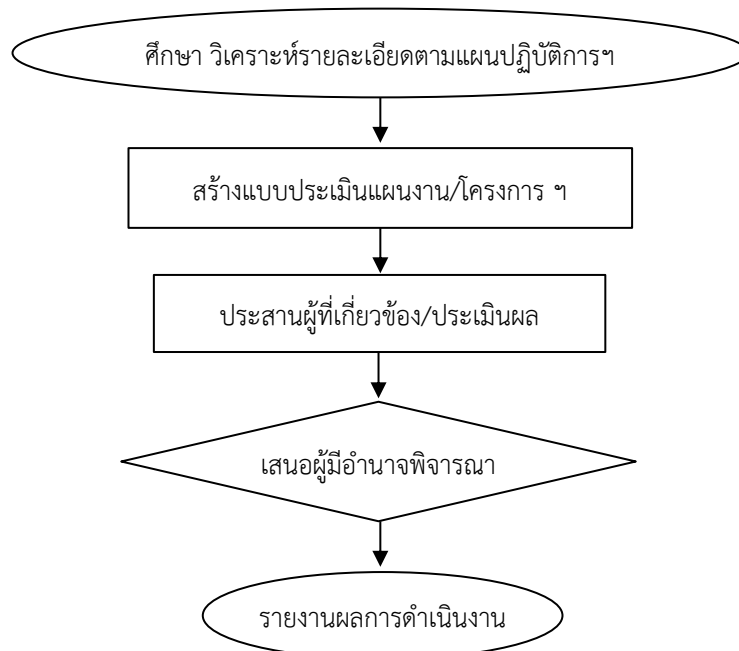 ศึกษา วิเคราะห์รายละเอียดตามแผนปฏิบัติการฯ
สร้างแบบประเมินแผนงาน/โครงการ ฯ
ประสานผู้ที่เกี่ยวข้อง/ประเมินผล
เสนอผู้มีอำนาจพิจารณา
รายงานผลการดำเนินงาน